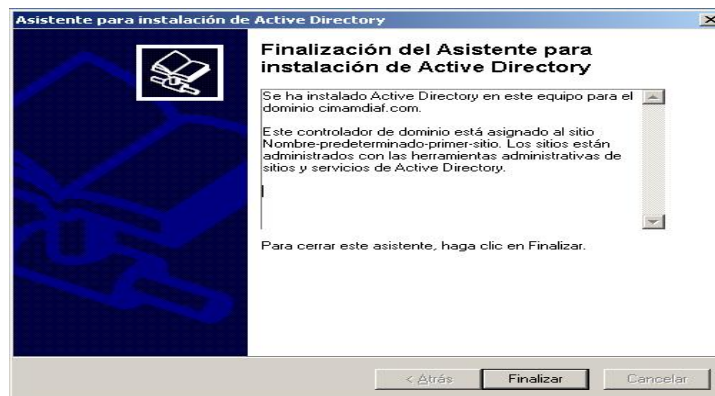 Asistente para instalación de Active Directory
Finalización del Asistente para
instalación de Active Directory
Se ha instalado Active Directory en este equipo para el
dominio cimamdiaf.com.
Este controlador de dominio está asignado al sitio
Nombre-predeterminado-primer-sitio. Los sitios están
administrados con las herramientas administrativas de
sitios y servicios de Active Directory.
Para cerrar este asistente, haga clic en Finalizar.
< Atrás
Finalizar
Cancelar